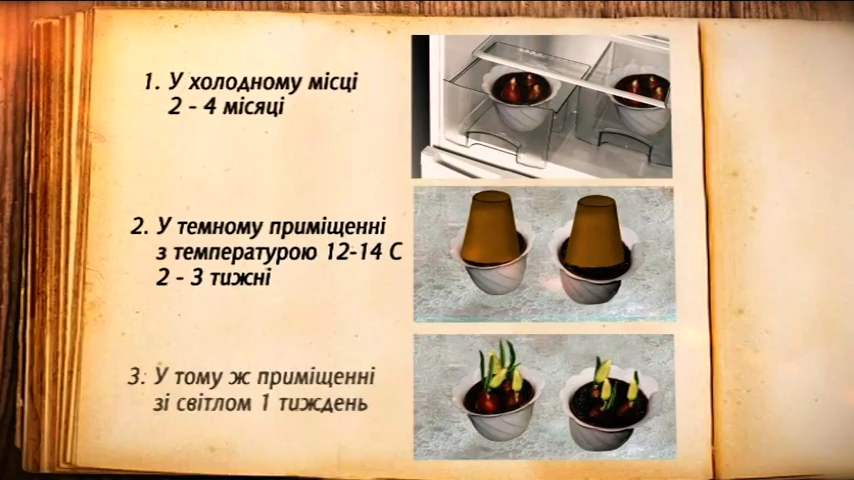 1. У холодному місці
2 - 4 місяці
2. У темному приміщенні
з температурою 12-14 С
2 - 3 тижні
3. У тому ж приміщенні
зі світлом 1 тиждень